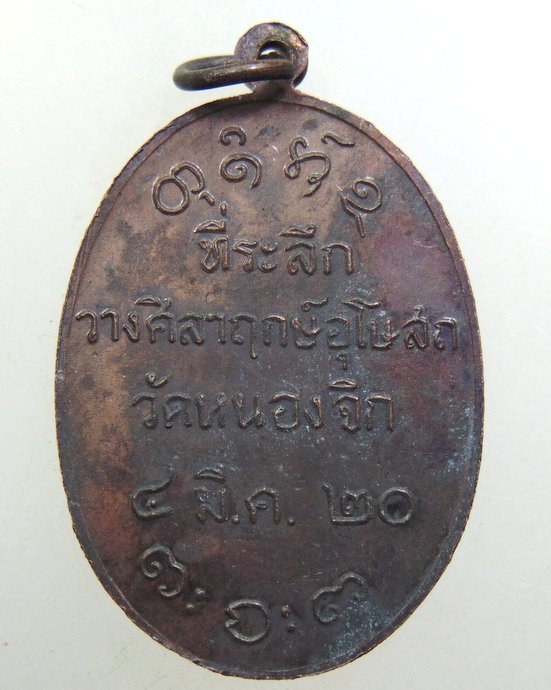 ที่ระลึก
วางศิลาฤกษ์อุโบสถ
วัดหนองจิก
๔ มี.ค. ๒๐